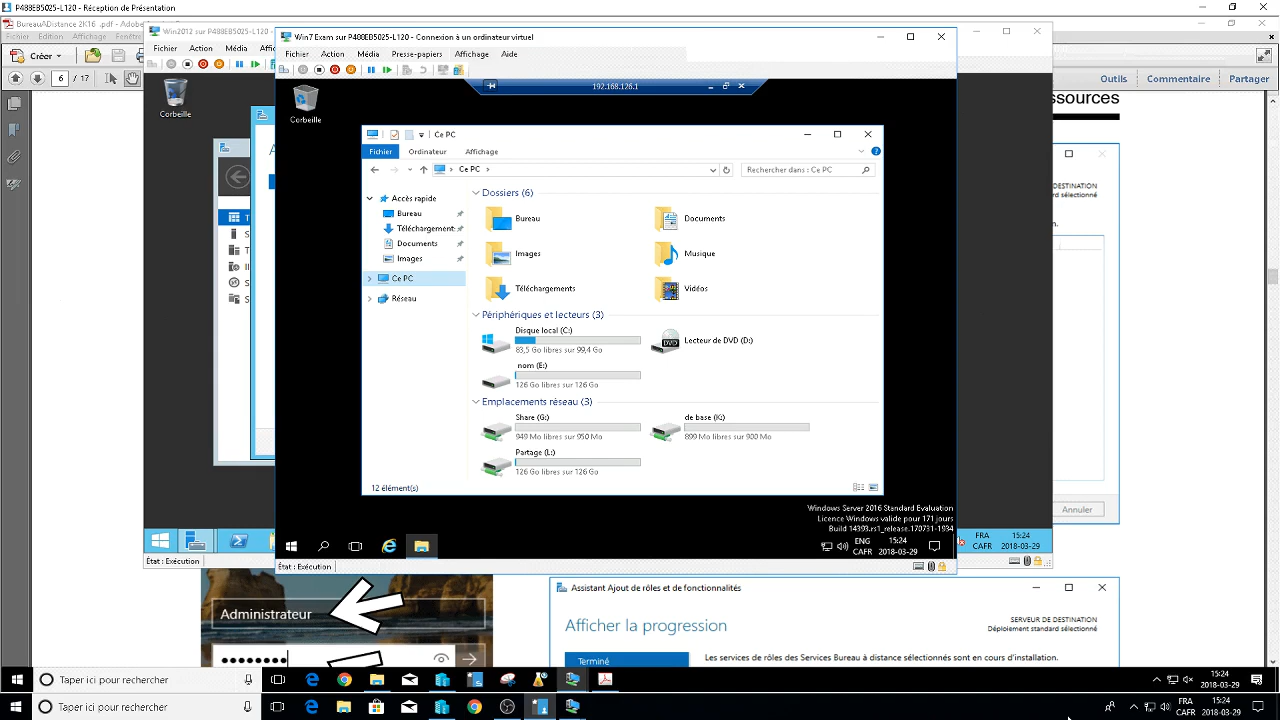 P488EB5025-L120 - Réception de Présentation
BureauADistance 2K16 .pdf - Adob
Win2012 sur P488EB5025-L120
Win7 Exam sur P488EB5025-L120 - Connexion à un ordinateur virtuel
Fichier Action Média
Fichier Action Média Presse-papiers Affichage Aide
Créer
6 17
Outils Commentaire Partager
192.168.126.1
ssources
Corbeille
Corbeille
Ce PC
Fichier Ordinateur Affichage
Ce PC
Rechercher dans : Ce PC
DESTINATION
sélectionné
Accès rapide
Bureau
Téléchargement
Documents
Images
Ce PC
Réseau
Dossiers (6)
Bureau Documents
Images Musique
Téléchargements Vidéos
Périphériques et lecteurs (3)
Disque local (C:)
83,5 Go libres sur 99,4 Go
Lecteur de DVD (D:)
DVD
nom (E:)
126 Go libres sur 126 Go
Emplacements réseau (3)
Share (G:) de base (K:)
949 Mo libres sur 950 Mo 899 Mo libres sur 900 Mo
Partage (L:)
126 Go libres sur 126 Go
12 élément(s)
Annuler
Windows Server 2016 Standard Evaluation
Licence Windows valide pour 171 jours
Build 14393.rs1_release.170731-1934
ENG
CAFR
15:24
2018-03-29
FRA
CAFR
15:24
2018-03-29
État : Exécution
État : Exécution
Administrateur
Assistant Ajout de rôles et de fonctionnalités
Afficher la progression
SERVEUR DE DESTINATION
Déploiement standard sélectionné
Terminé
Les services de rôles des Services Bureau à distance sélectionnés sont en cours d'installation.
Taper ici pour rechercher
15:24
2018-03-29
Taper ici pour rechercher
FRA
CAFR
15:24
2018-03-29